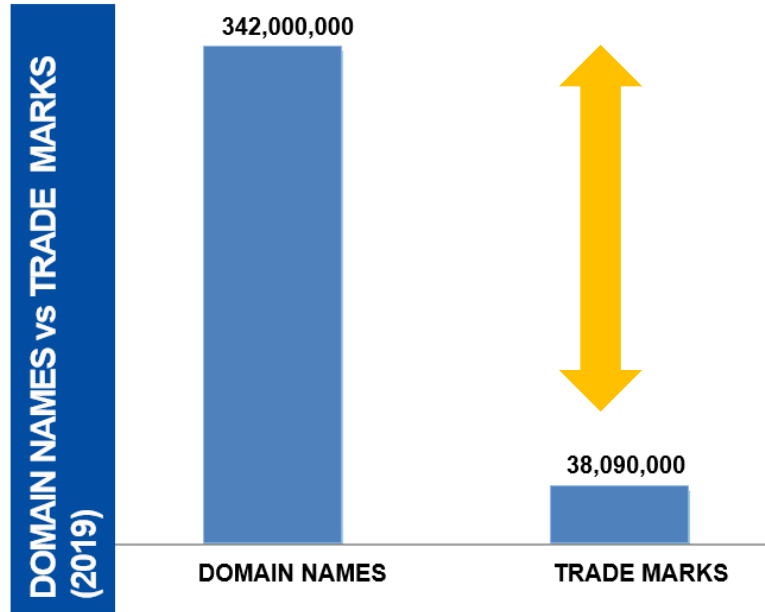 DOMAIN NAMES vs TRADE MARKS
(2019)
342,000,000
38,090,000
DOMAIN NAMES
TRADE MARKS